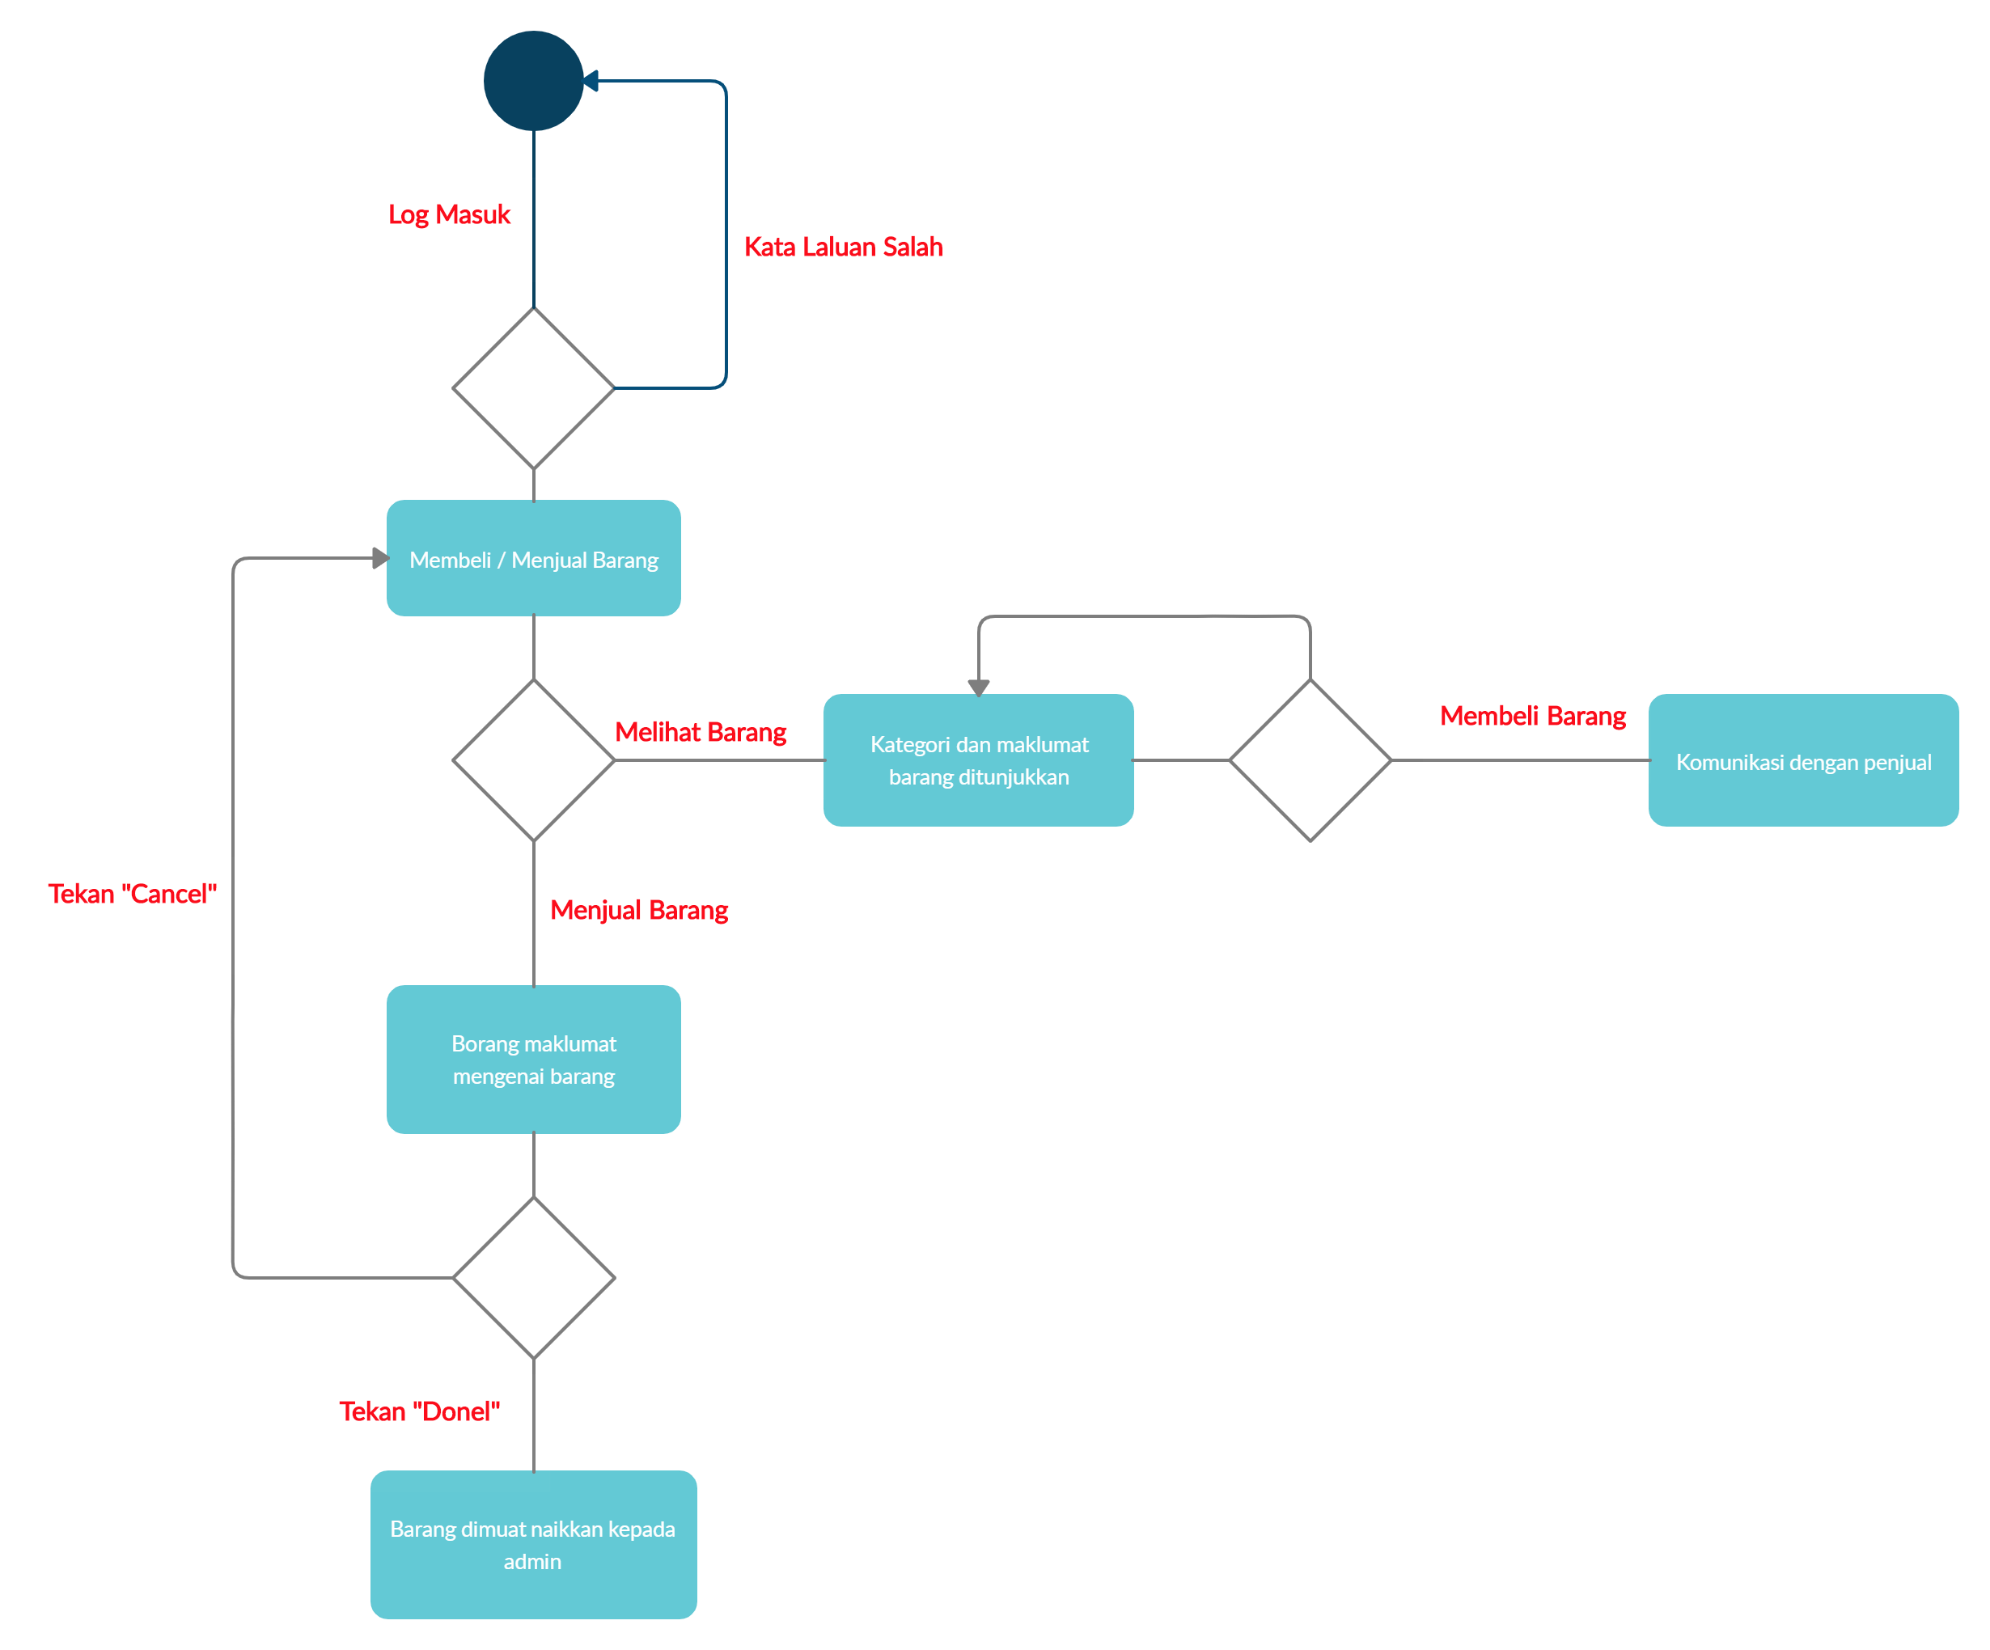 Log Masuk
Kata Laluan Salah
Membeli / Menjual Barang
Melihat Barang
Kategori dan maklumat
barang ditunjukkan
Membeli Barang
Komunikasi dengan penjual
Tekan "Cancel"
Menjual Barang
Borang maklumat
mengenai barang
Tekan "Donel"
Barang dimuat naikkan kepada
admin